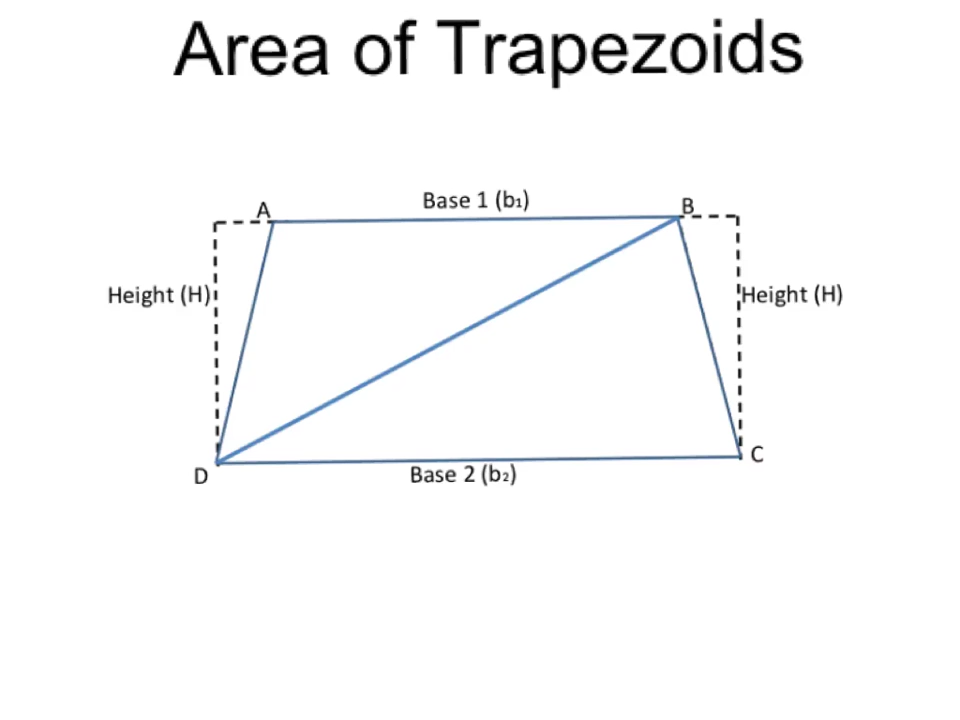 Area of Trapezoids
A
Base 1 (b₁)
B
Height (H)
Height (H)
D
Base 2 (b₂)
C